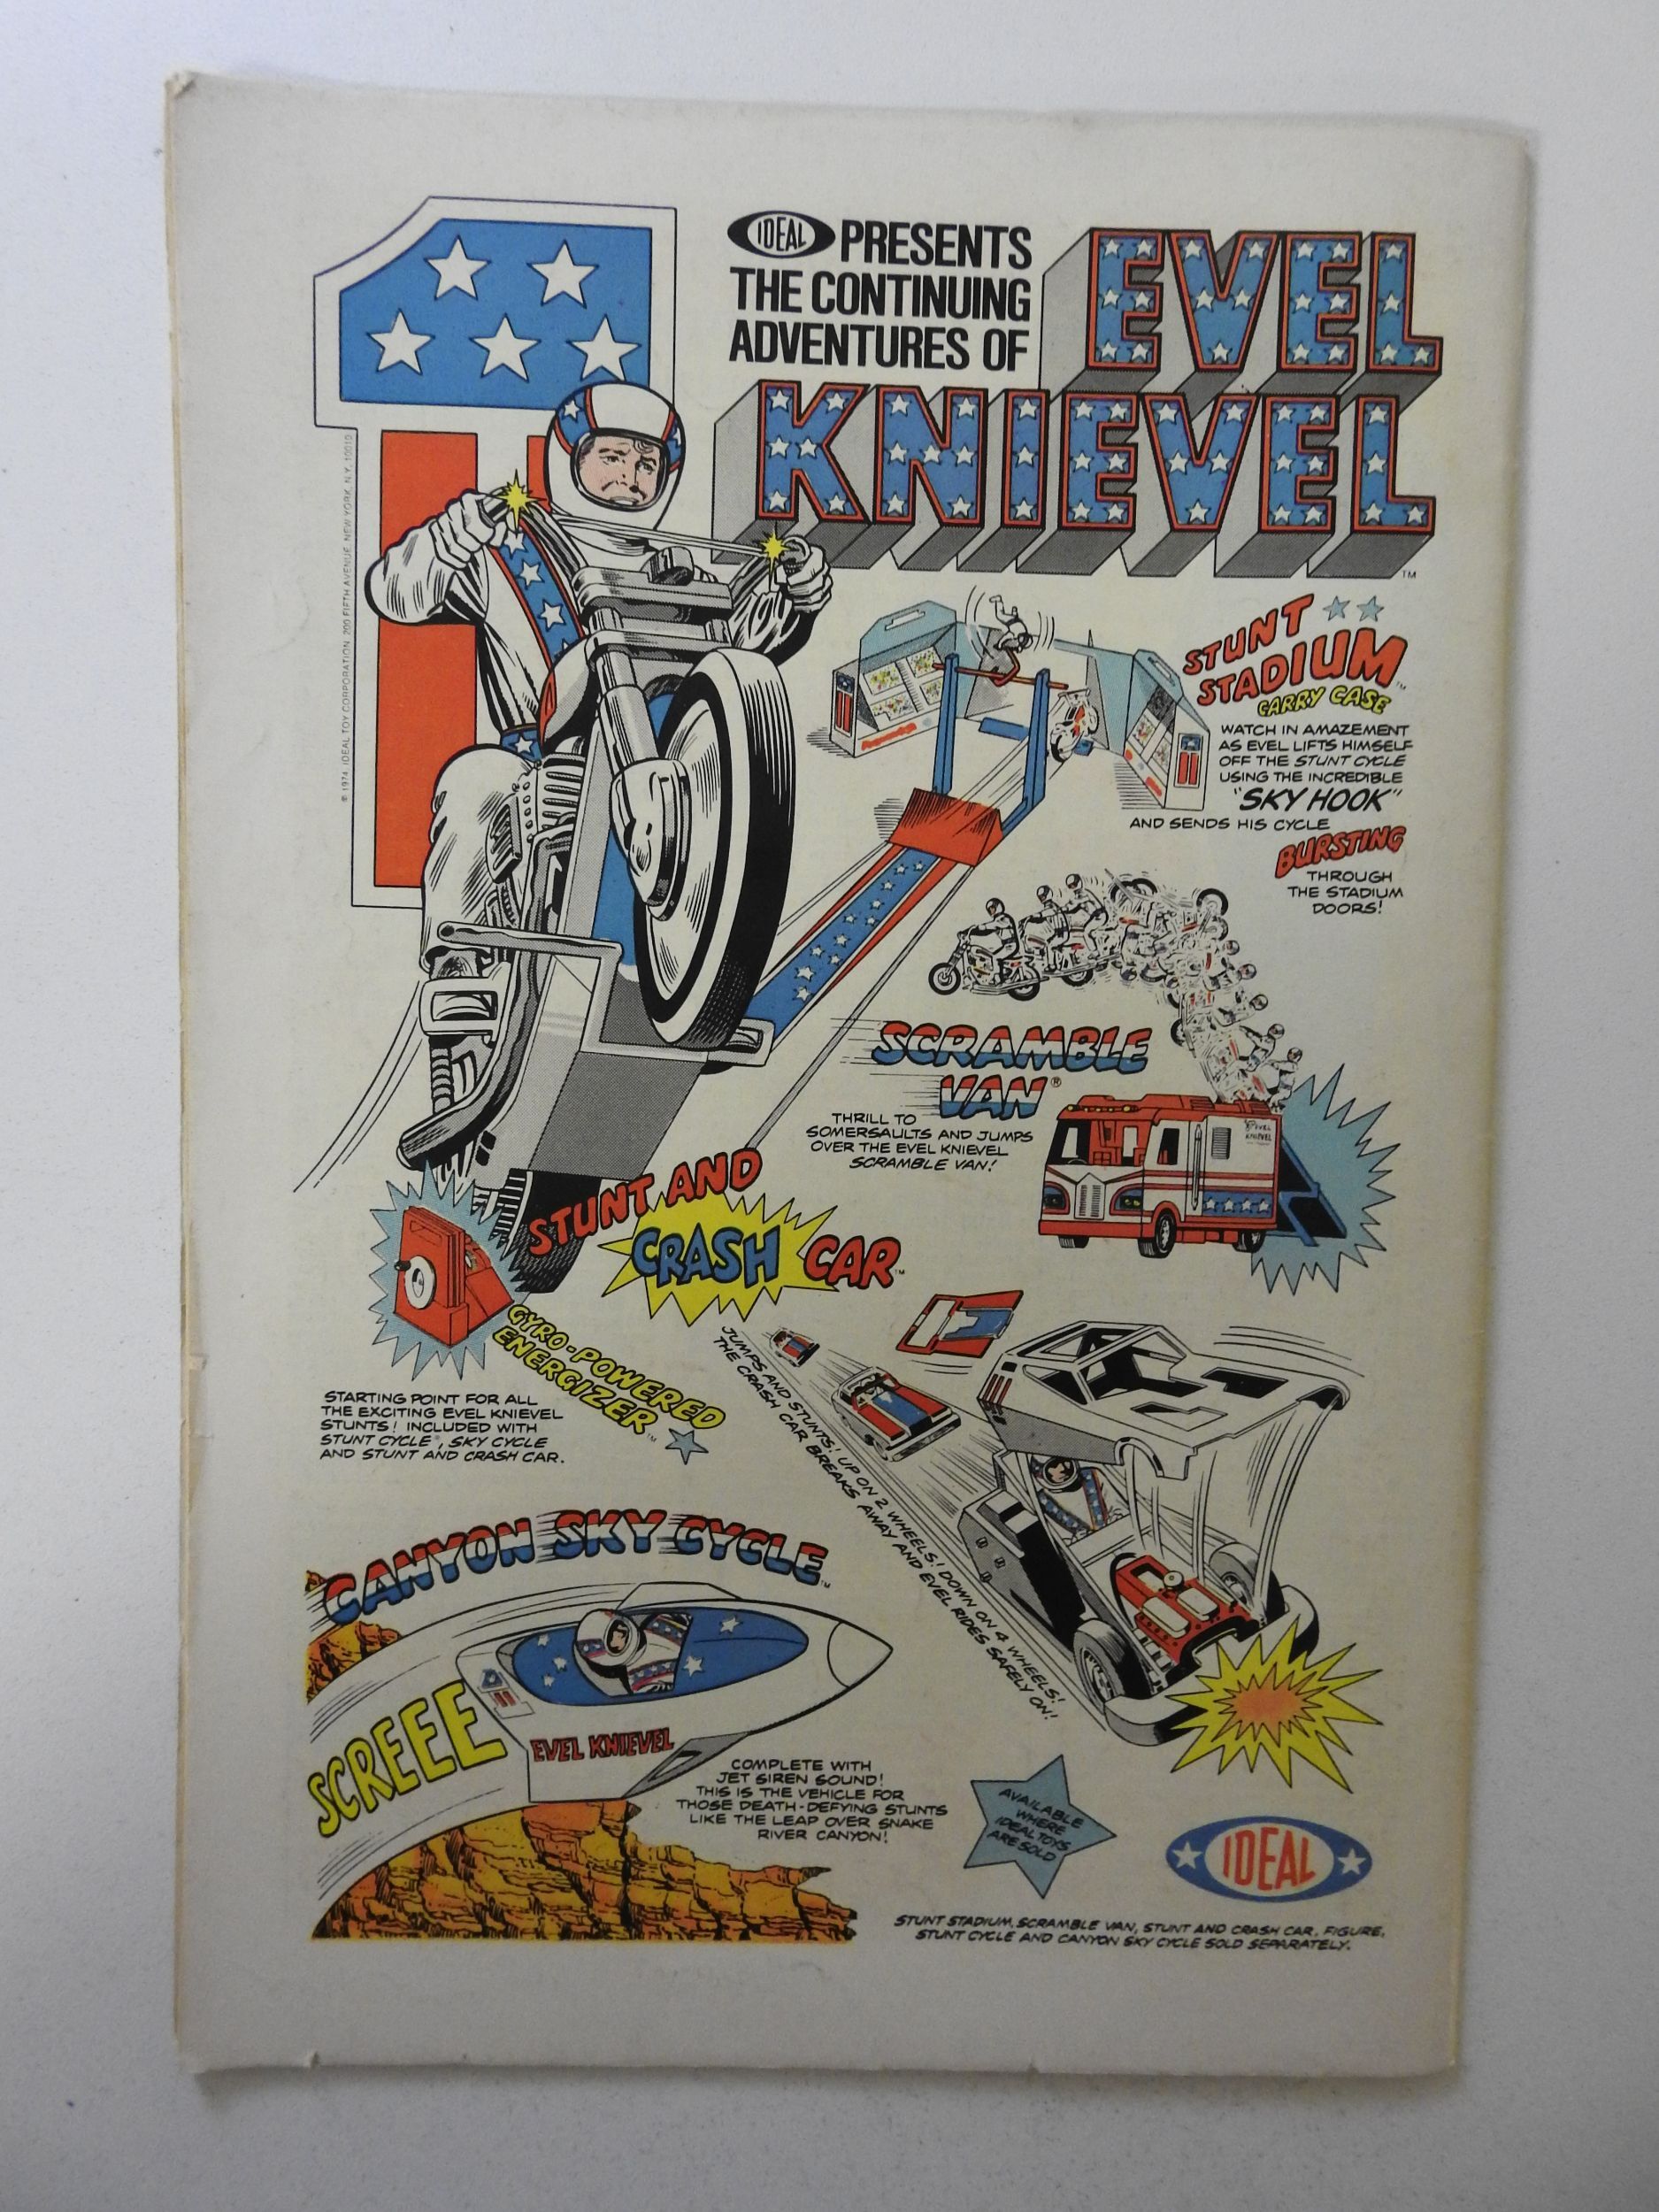 IDEAL PRESENTS
THE CONTINUING
ADVENTURES OF
EVEL
KNIEVEL
TM
© 1974, IDEAL TOY CORPORATION, 200 FIFTH AVENUE, NEW YORK, N.Y. 10010
1
STUNT
STADIUM TM
CARRY CASE
WATCH IN AMAZEMENT
AS EVEL LIFTS HIMSELF
OFF THE STUNT CYCLE
USING THE INCREDIBLE
"SKY HOOK"
AND SENDS HIS CYCLE
BURSTING
THROUGH
THE STADIUM
DOORS!
SCRAMBLE
VAN®
THRILL TO
SOMERSAULTS AND JUMPS
OVER THE EVEL KNIEVEL
SCRAMBLE VAN!
EVEL
KNIEVEL
STUNT AND
CRASH CAR TM
JUMPS AND STUNTS! UP ON 2 WHEELS! DOWN ON 4 WHEELS!
THE CRASH CAR BREAKS AWAY AND EVEL RIDES SAFELY ON!
GYRO-POWERED
ENERGIZER TM
STARTING POINT FOR ALL
THE EXCITING EVEL KNIEVEL
STUNTS! INCLUDED WITH
STUNT CYCLE®, SKY CYCLE
AND STUNT AND CRASH CAR.
CANYON SKY CYCLE TM
SCREEE
EVEL KNIEVEL
COMPLETE WITH
JET SIREN SOUND!
THIS IS THE VEHICLE FOR
THOSE DEATH-DEFYING STUNTS
LIKE THE LEAP OVER SNAKE
RIVER CANYON!
AVAILABLE
WHERE
IDEAL TOYS
ARE SOLD
IDEAL
STUNT STADIUM, SCRAMBLE VAN, STUNT AND CRASH CAR, FIGURE,
STUNT CYCLE AND CANYON SKY CYCLE SOLD SEPARATELY.